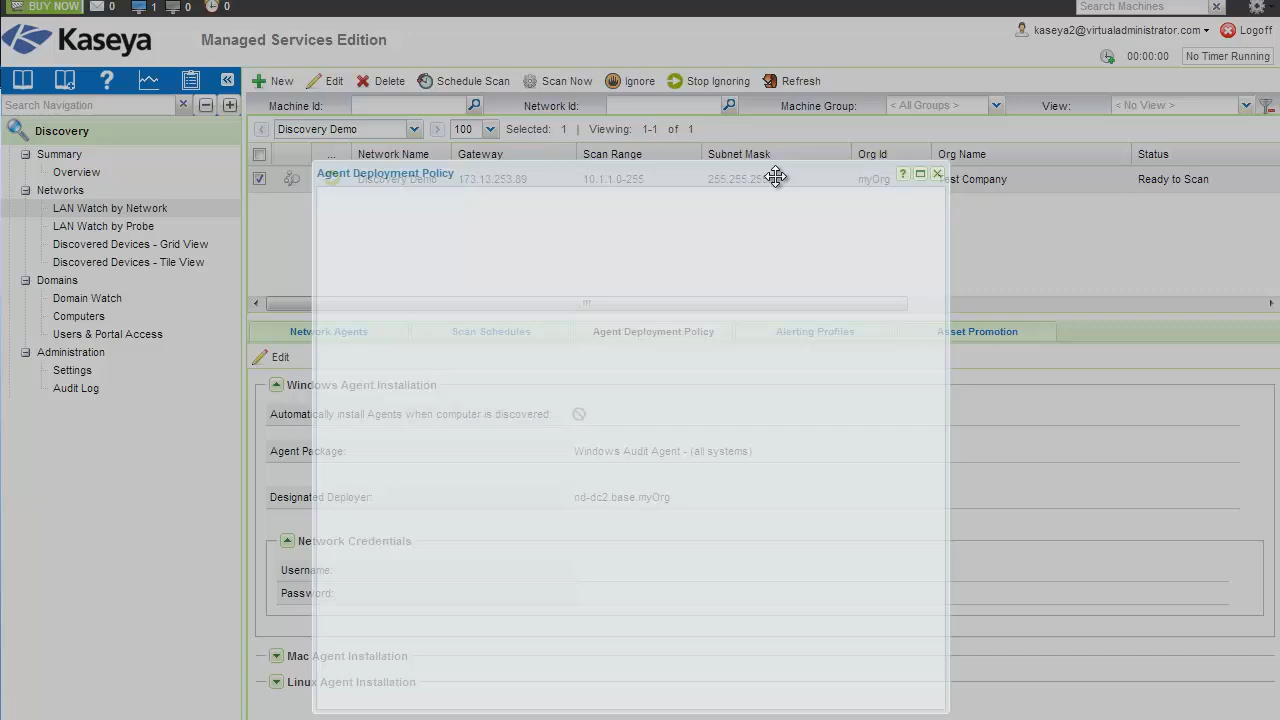 BUY NOW 0 1 0 0 Search Machines
Kaseya Managed Services Edition kaseya2@virtualadministrator.com Logoff
00:00:00 No Timer Running
New Edit Delete Schedule Scan Scan Now Ignore Stop Ignoring Refresh
Search Navigation
Machine Id: Network Id: Machine Group: < All Groups > View: < No View >
Discovery
Discovery Demo 100 Selected: 1 | Viewing: 1-1 of 1
Summary
Overview
Networks
LAN Watch by Network
LAN Watch by Probe
Discovered Devices - Grid View
Discovered Devices - Tile View
Domains
Domain Watch
Computers
Users & Portal Access
Administration
Settings
Audit Log
... Network Name Gateway Scan Range Subnet Mask Org Id Org Name Status
Agent Deployment Policy
Discovery Demo 173.13.253.89 10.1.1.0-255 myOrg Test Company Ready to Scan
Network Agents Scan Schedules Agent Deployment Policy Alerting Profiles Asset Promotion
Edit
Windows Agent Installation
Automatically install Agents when computer is discovered:
Agent Package: Windows Audit Agent - (all systems)
Designated Deployer: nd-dc2.base.myOrg
Network Credentials
Username:
Password:
Mac Agent Installation
Linux Agent Installation